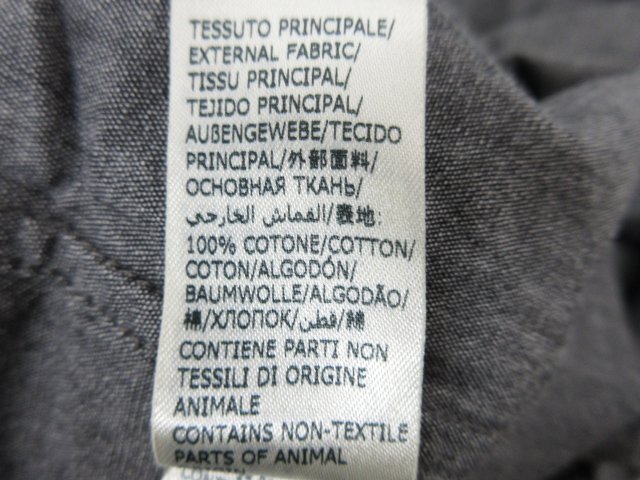 TESSUTO PRINCIPALE/
EXTERNAL FABRIC/
TISSU PRINCIPAL/
TEJIDO PRINCIPAL/
AUßENGEWEBE/TECIDO
PRINCIPAL/外部面料/
ОСНОВНАЯ ТКАНЬ/
القماش الخارجي/表地:
100% COTONE/COTTON/
COTON/ALGODÓN/
BAUMWOLLE/ALGODÃO/
棉/ХЛОПОК/قطن/綿
CONTIENE PARTI NON
TESSILI DI ORIGINE
ANIMALE
CONTAINS NON-TEXTILE
PARTS OF ANIMAL